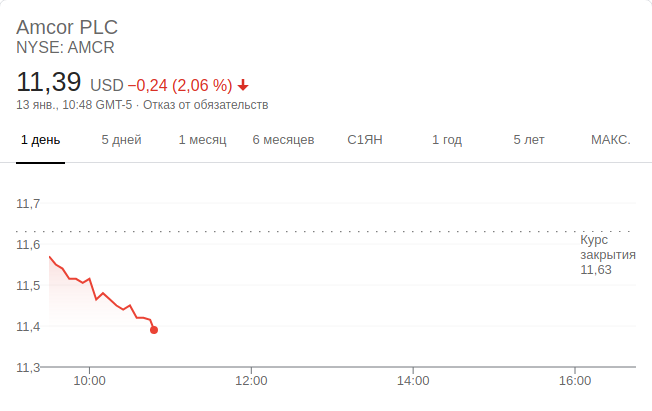 Amcor PLC
NYSE: AMCR
11,39 USD −0,24 (2,06 %)
13 янв., 10:48 GMT-5 · Отказ от обязательств
1 день 5 дней 1 месяц 6 месяцев С1ЯН 1 год 5 лет МАКС.
11,7
11,6
Курс
закрытия
11,63
11,5
11,4
11,3
10:00 12:00 14:00 16:00